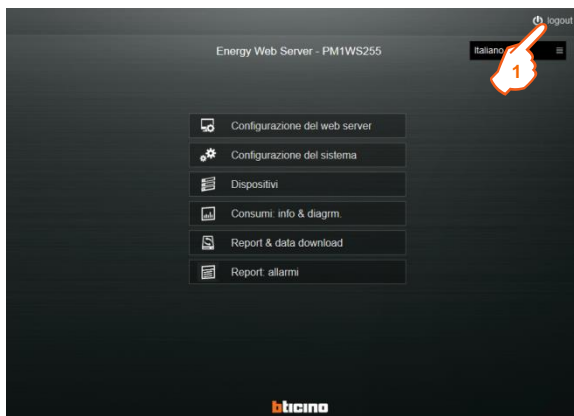 logout
Energy Web Server - PM1WS255
Italiano
1
Configurazione del web server
Configurazione del sistema
Dispositivi
Consumi: info & diagrm.
Report & data download
Report: allarmi
bticino